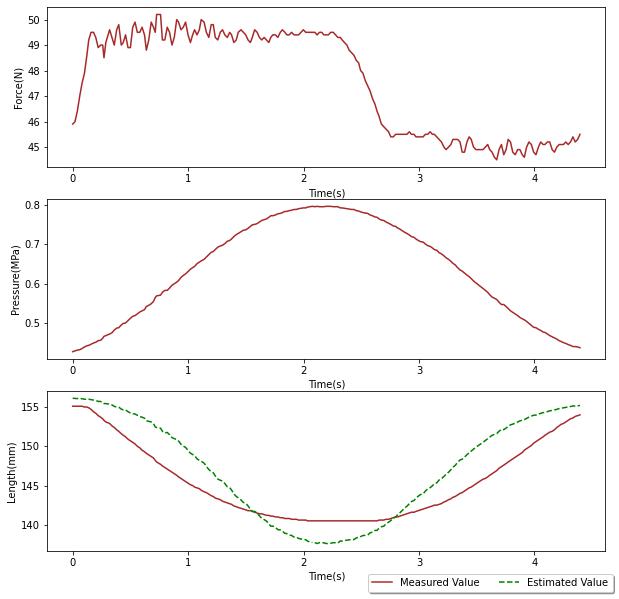 50
49
48
47
46
45
Force(N)
0 1 2 3 4
Time(s)
0.8
0.7
0.6
0.5
Pressure(MPa)
0 1 2 3 4
Time(s)
155
150
145
140
Length(mm)
0 1 2 3 4
Time(s)
Measured Value Estimated Value